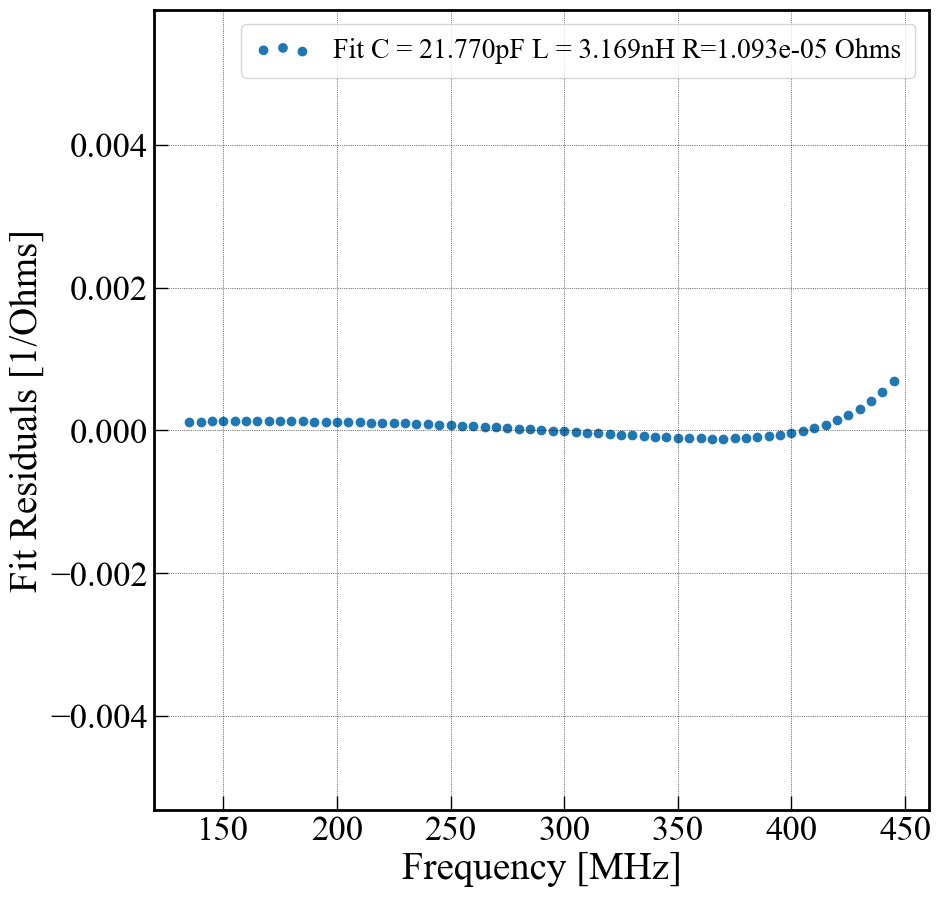 Fit C = 21.770pF L = 3.169nH R=1.093e-05 Ohms
Fit Residuals [1/Ohms]
0.004
0.002
0.000
−0.002
−0.004
150 200 250 300 350 400 450
Frequency [MHz]